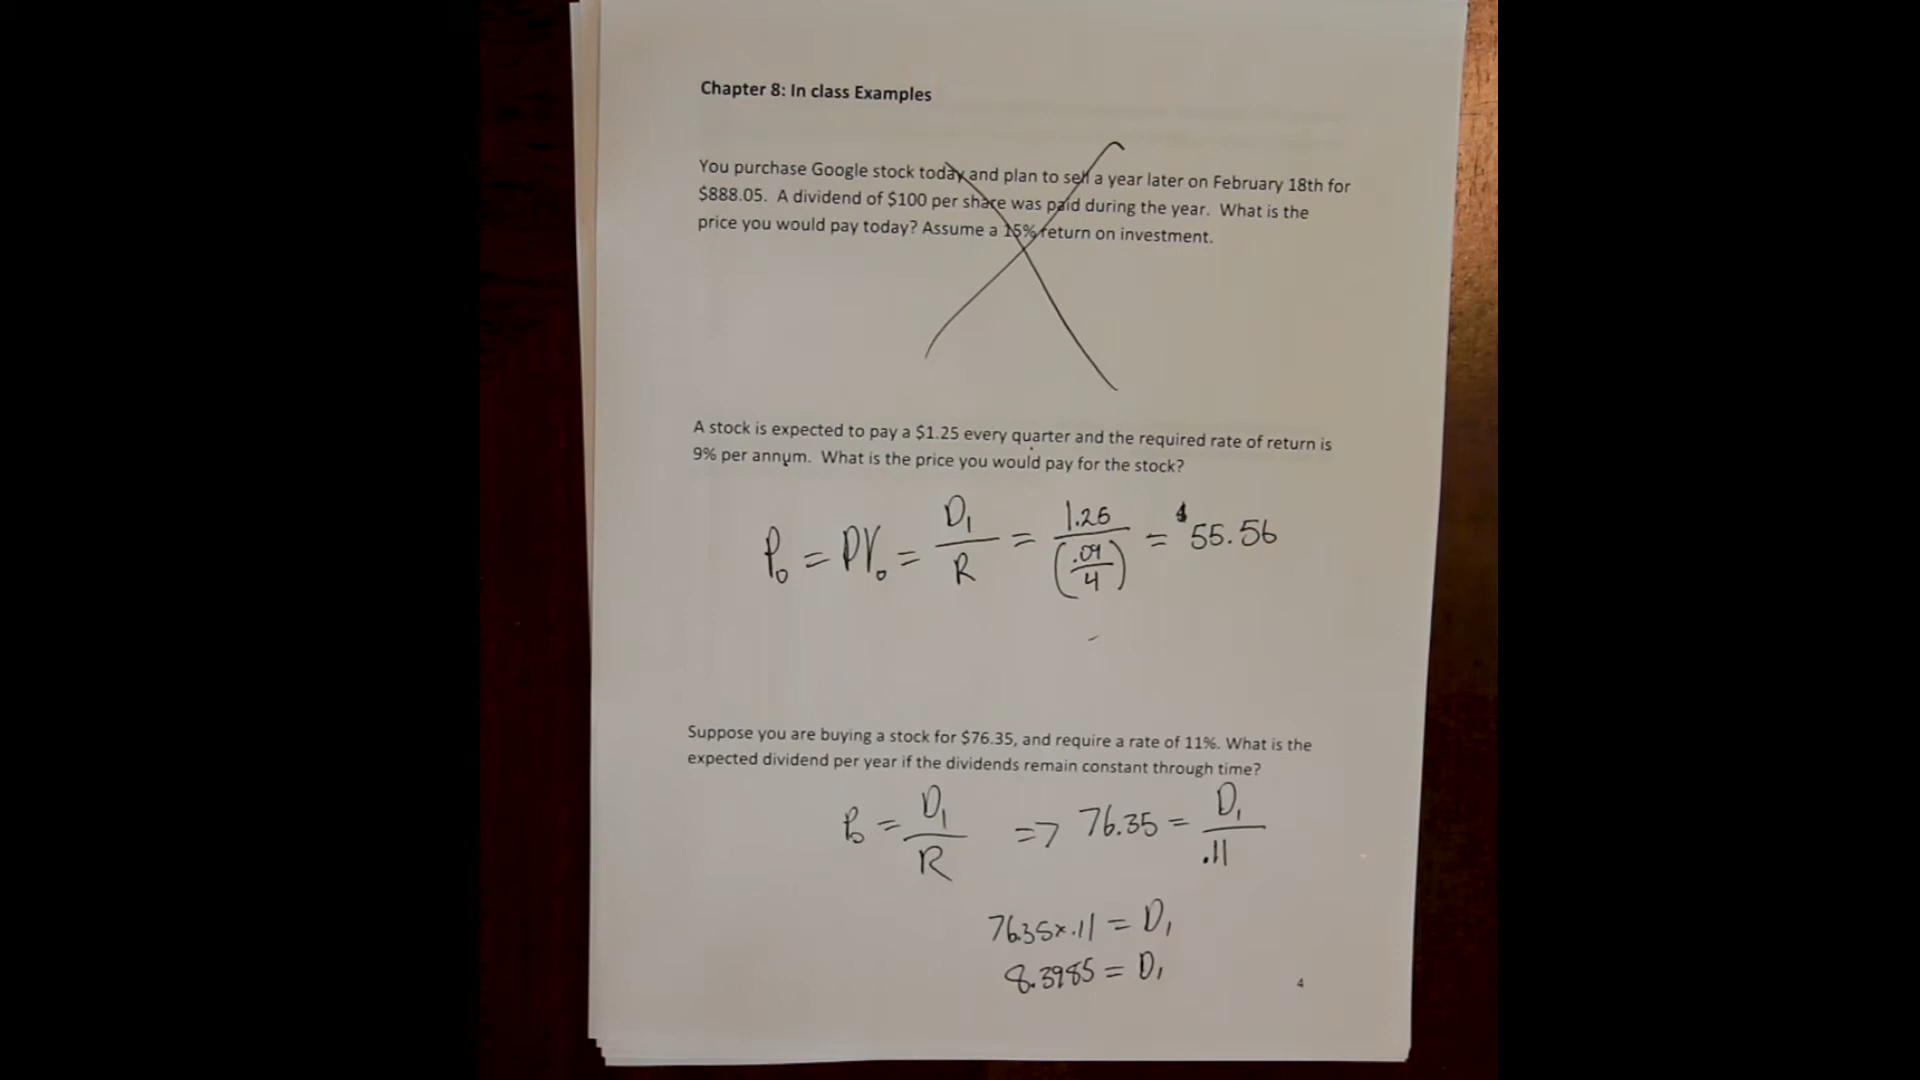 Chapter 8: In class Examples
You purchase Google stock today and plan to sell a year later on February 18th for
$888.05. A dividend of $100 per share was paid during the year. What is the
price you would pay today? Assume a 15% return on investment.
A stock is expected to pay a $1.25 every quarter and the required rate of return is
9% per annum. What is the price you would pay for the stock?
P₀ = PV₀ = D₁/R = 1.25/(.09/4) = $55.56
Suppose you are buying a stock for $76.35, and require a rate of 11%. What is the
expected dividend per year if the dividends remain constant through time?
P₀ = D₁/R => 76.35 = D₁/.11
76.35×.11 = D₁
8.3985 = D₁
4